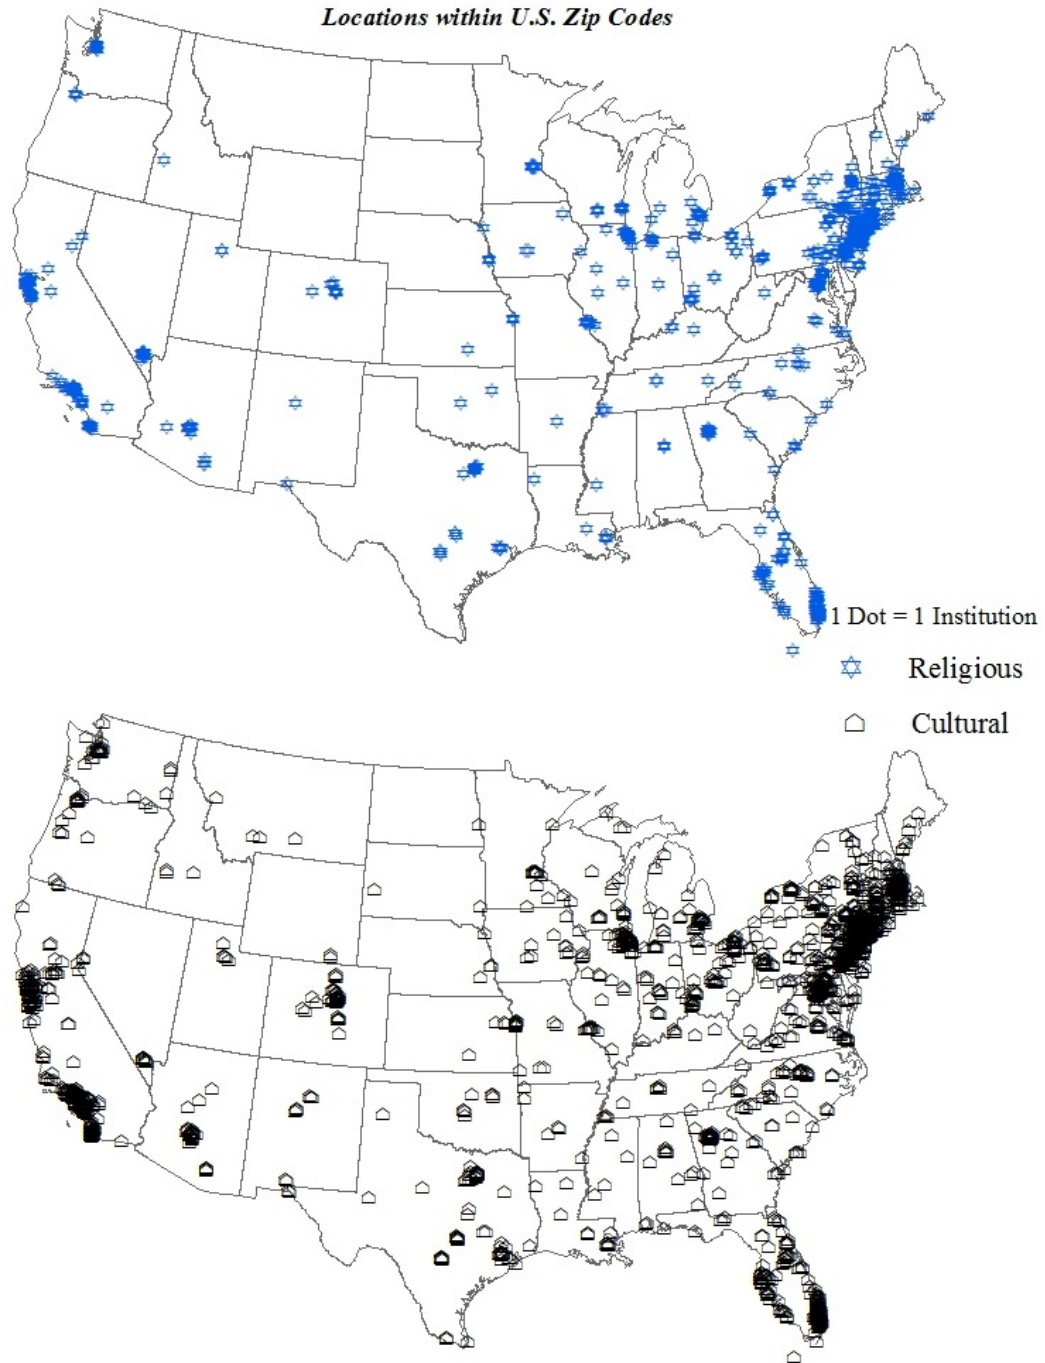 Locations within U.S. Zip Codes
1 Dot = 1 Institution
Religious
Cultural